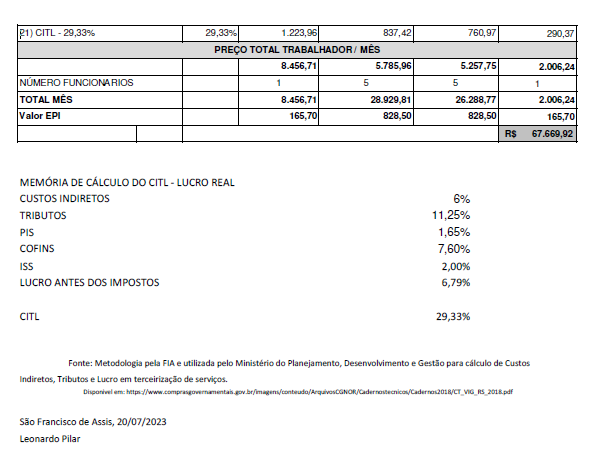 21) CITL - 29,33% 29,33% 1.223,96 837,42 760,97 290,37
PREÇO TOTAL TRABALHADOR / MÊS
8.456,71 5.785,96 5.257,75 2.006,24
NÚMERO FUNCIONARIOS 1 5 5 1
TOTAL MÊS 8.456,71 28.929,81 26.288,77 2.006,24
Valor EPI 165,70 828,50 828,50 165,70
R$ 67.669,92
MEMÓRIA DE CÁLCULO DO CITL - LUCRO REAL
CUSTOS INDIRETOS 6%
TRIBUTOS 11,25%
PIS 1,65%
COFINS 7,60%
ISS 2,00%
LUCRO ANTES DOS IMPOSTOS 6,79%
CITL 29,33%
Fonte: Metodologia pela FIA e utilizada pelo Ministério do Planejamento, Desenvolvimento e Gestão para cálculo de Custos
Indiretos, Tributos e Lucro em terceirização de serviços.
Disponível em: https://www.comprasgovernamentais.gov.br/images/conteudo/ArquivosCGNOR/Cadernostecnicos/Cadernos2018/CT_VIG_RS_2018.pdf
São Francisco de Assis, 20/07/2023
Leonardo Pilar